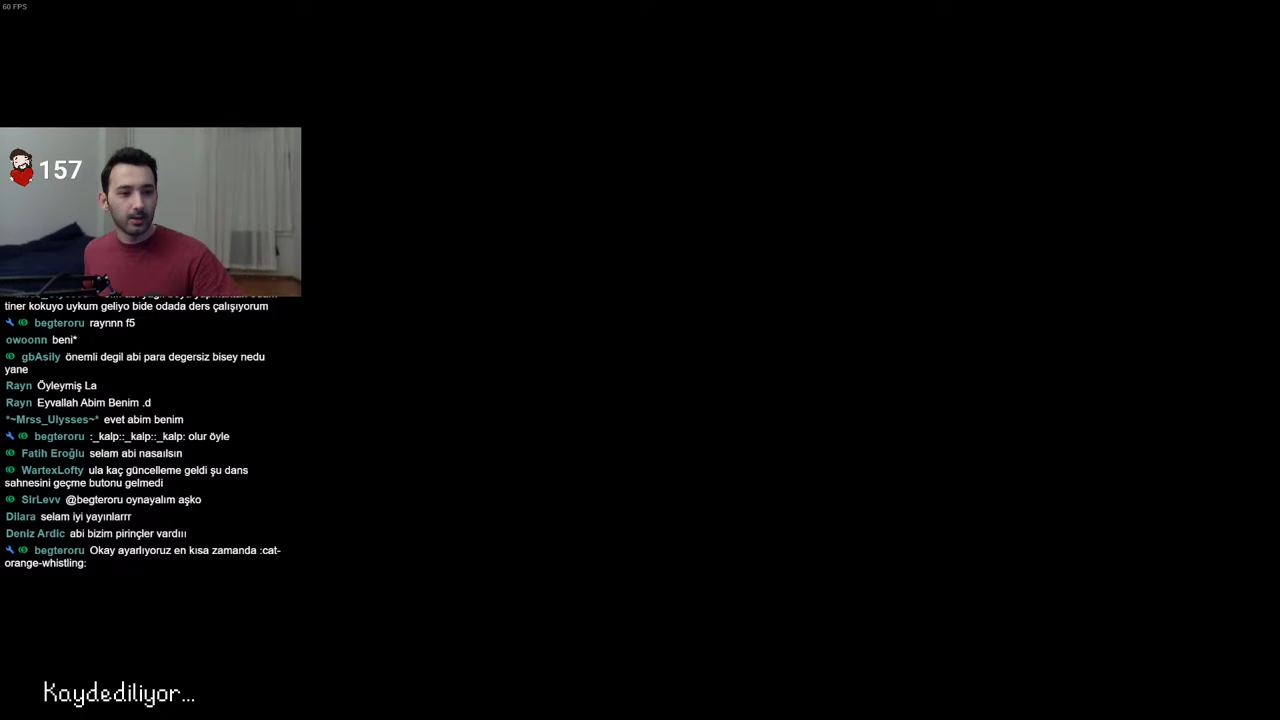 60 FPS
157
tiner kokuyo uykum geliyo bide odada ders çalışıyorum
begteroru raynnn f5
owoonn beni*
gbAsily önemli degil abi para degersiz bisey nedu
yane
Rayn Öyleymiş La
Rayn Eyvallah Abim Benim .d
*~Mrss_Ulysses~* evet abim benim
begteroru :_kalp::_kalp::_kalp: olur öyle
Fatih Eroğlu selam abi nasaılsın
WartexLofty ula kaç güncelleme geldi şu dans
sahnesini geçme butonu gelmedi
SirLevv @begteroru oynayalım aşko
Dilara selam iyi yayınlarrr
Deniz Ardic abi bizim pirinçler vardııı
begteroru Okay ayarlıyoruz en kısa zamanda :cat-
orange-whistling:
Kaydediliyor...